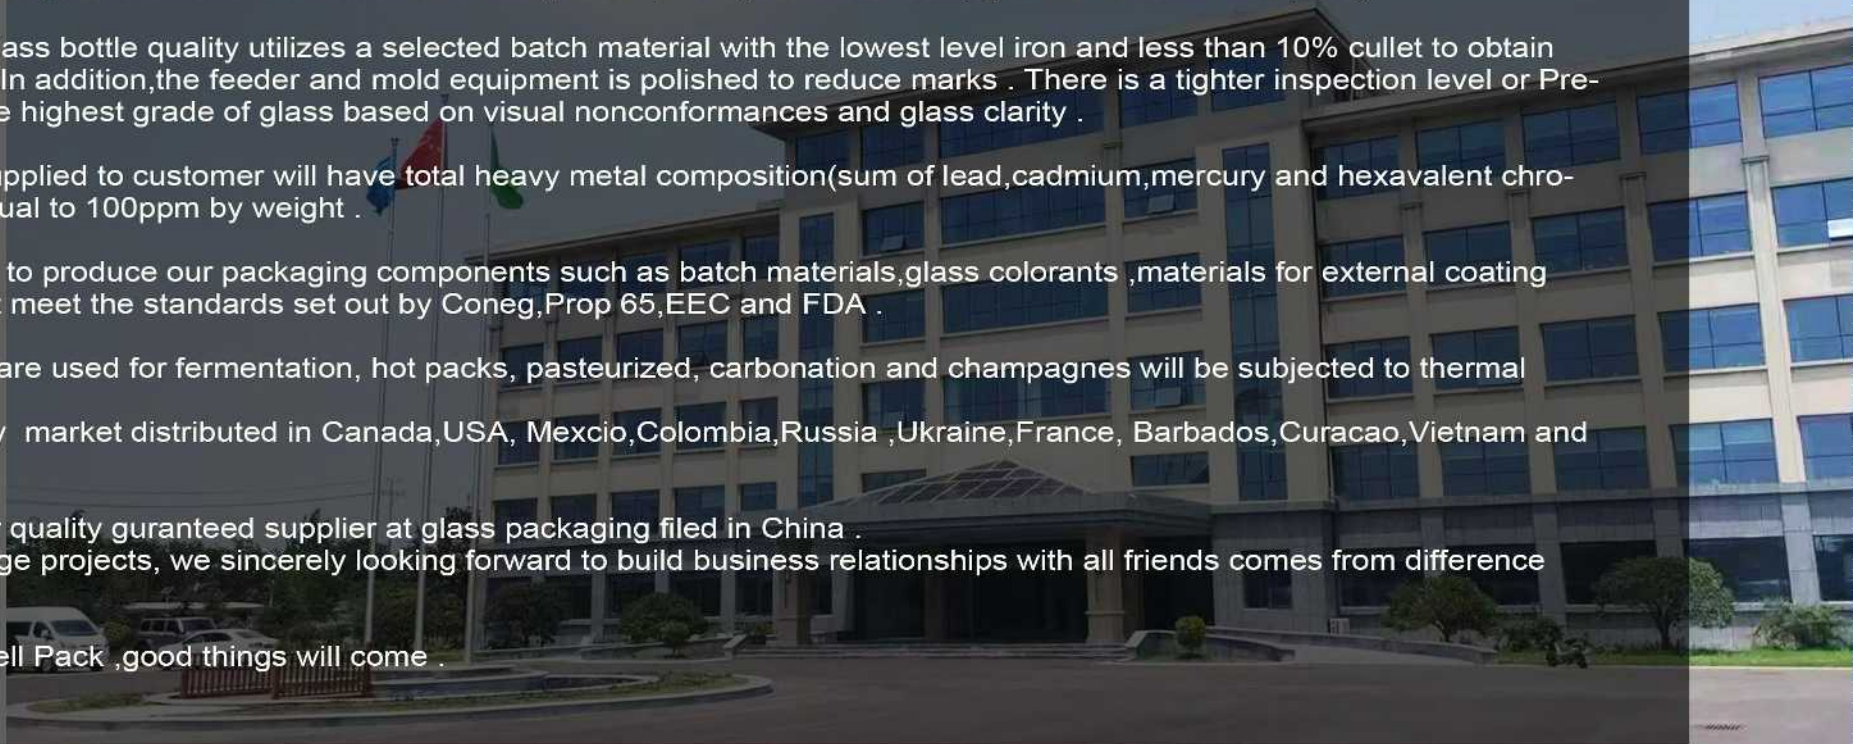 ass bottle quality utilizes a selected batch material with the lowest level iron and less than 10% cullet to obtain
In addition,the feeder and mold equipment is polished to reduce marks . There is a tighter inspection level or Pre-
e highest grade of glass based on visual nonconformances and glass clarity .
upplied to customer will have total heavy metal composition(sum of lead,cadmium,mercury and hexavalent chro-
ual to 100ppm by weight .
to produce our packaging components such as batch materials,glass colorants ,materials for external coating
t meet the standards set out by Coneg,Prop 65,EEC and FDA .
are used for fermentation, hot packs, pasteurized, carbonation and champagnes will be subjected to thermal
y market distributed in Canada,USA, Mexcio,Colombia,Russia ,Ukraine,France, Barbados,Curacao,Vietnam and
r quality guranteed supplier at glass packaging filed in China .
ge projects, we sincerely looking forward to build business relationships with all friends comes from difference
ell Pack ,good things will come .